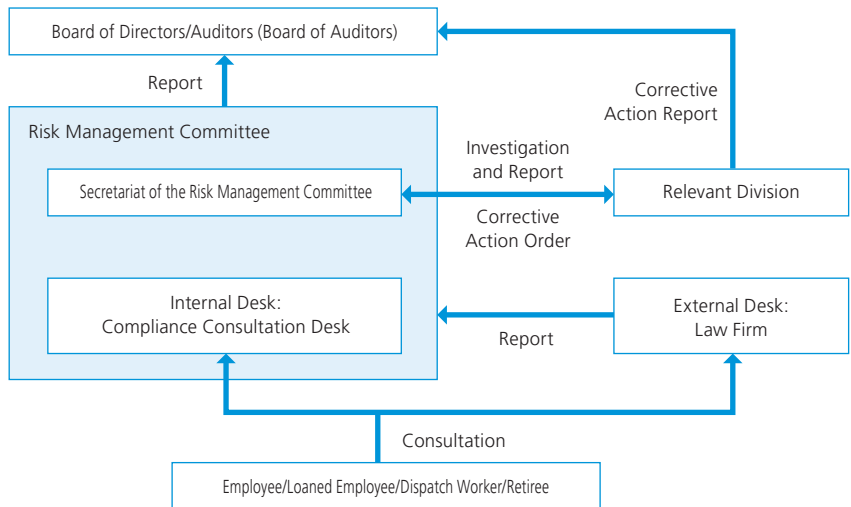 Board of Directors/Auditors (Board of Auditors)
Report
Corrective
Action Report
Risk Management Committee
Investigation
and Report
Secretariat of the Risk Management Committee
Relevant Division
Corrective
Action Order
Internal Desk:
Compliance Consultation Desk
External Desk:
Law Firm
Report
Consultation
Employee/Loaned Employee/Dispatch Worker/Retiree